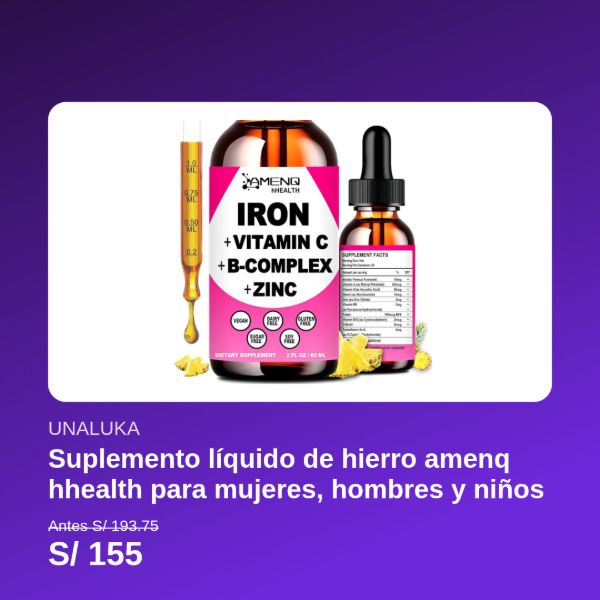 1.0
ML
0.75
ML
0.50
ML
0.2
AMENQ
hHEALTH
IRON
+VITAMIN C
+B-COMPLEX
+ZINC
VEGAN
DAIRY FREE
GLUTEN FREE
SUGAR FREE
SOY FREE
DIETARY SUPPLEMENT 2 FL OZ / 60 ML
SUPPLEMENT FACTS
UNALUKA
Suplemento líquido de hierro amenq
hhealth para mujeres, hombres y niños
Antes S/ 193.75
S/ 155